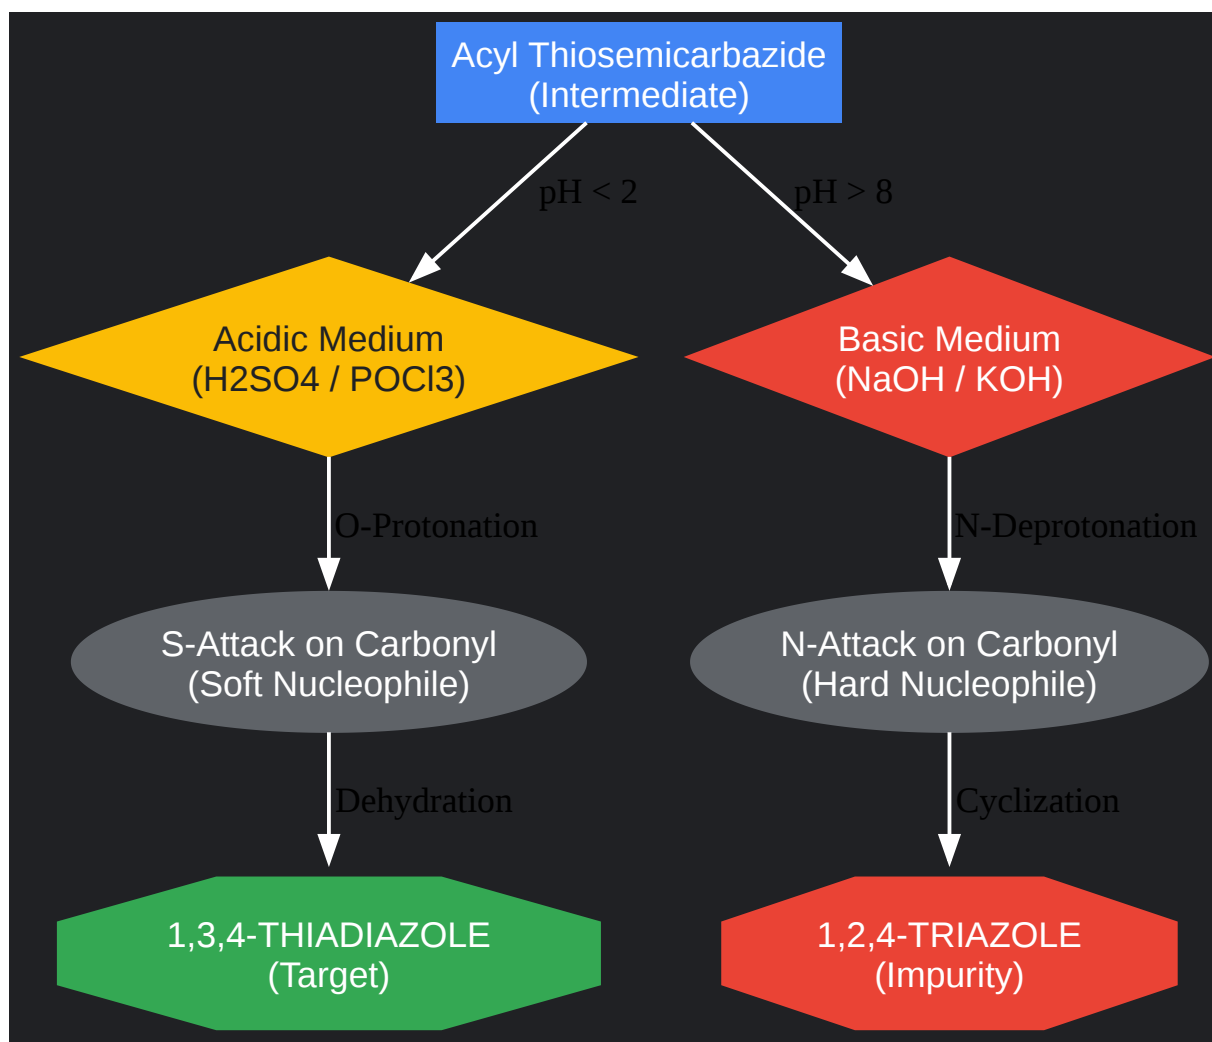 Acyl Thiosemicarbazide
(Intermediate)
pH < 2
pH > 8
Acidic Medium
(H2SO4 / POCl3)
Basic Medium
(NaOH / KOH)
O-Protonation
N-Deprotonation
S-Attack on Carbonyl
(Soft Nucleophile)
N-Attack on Carbonyl
(Hard Nucleophile)
Dehydration
Cyclization
1,3,4-THIADIAZOLE
(Target)
1,2,4-TRIAZOLE
(Impurity)